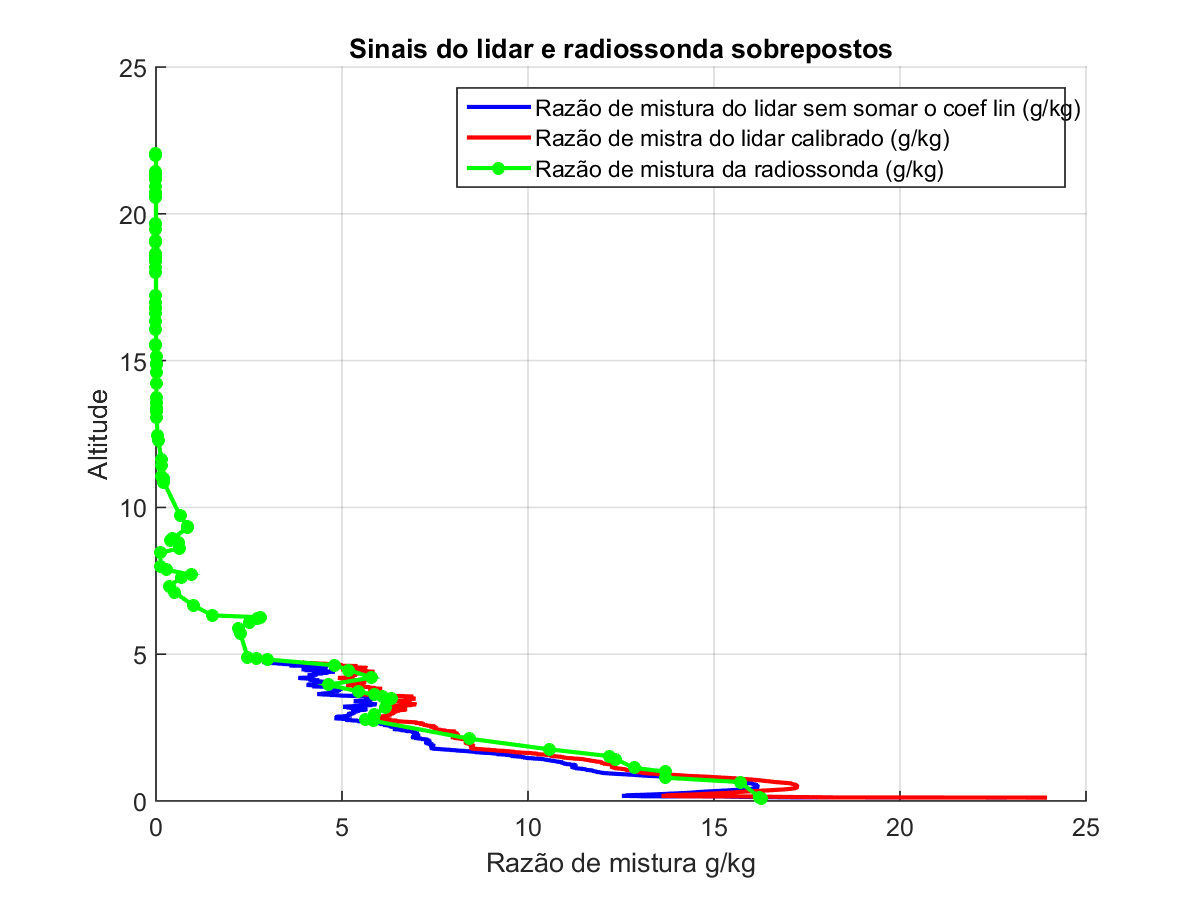 Sinais do lidar e radiossonda sobrepostos
25
Razão de mistura do lidar sem somar o coef lin (g/kg)
Razão de mistra do lidar calibrado (g/kg)
Razão de mistura da radiossonda (g/kg)
20
15
Altitude
10
5
0
0 5 10 15 20 25
Razão de mistura g/kg